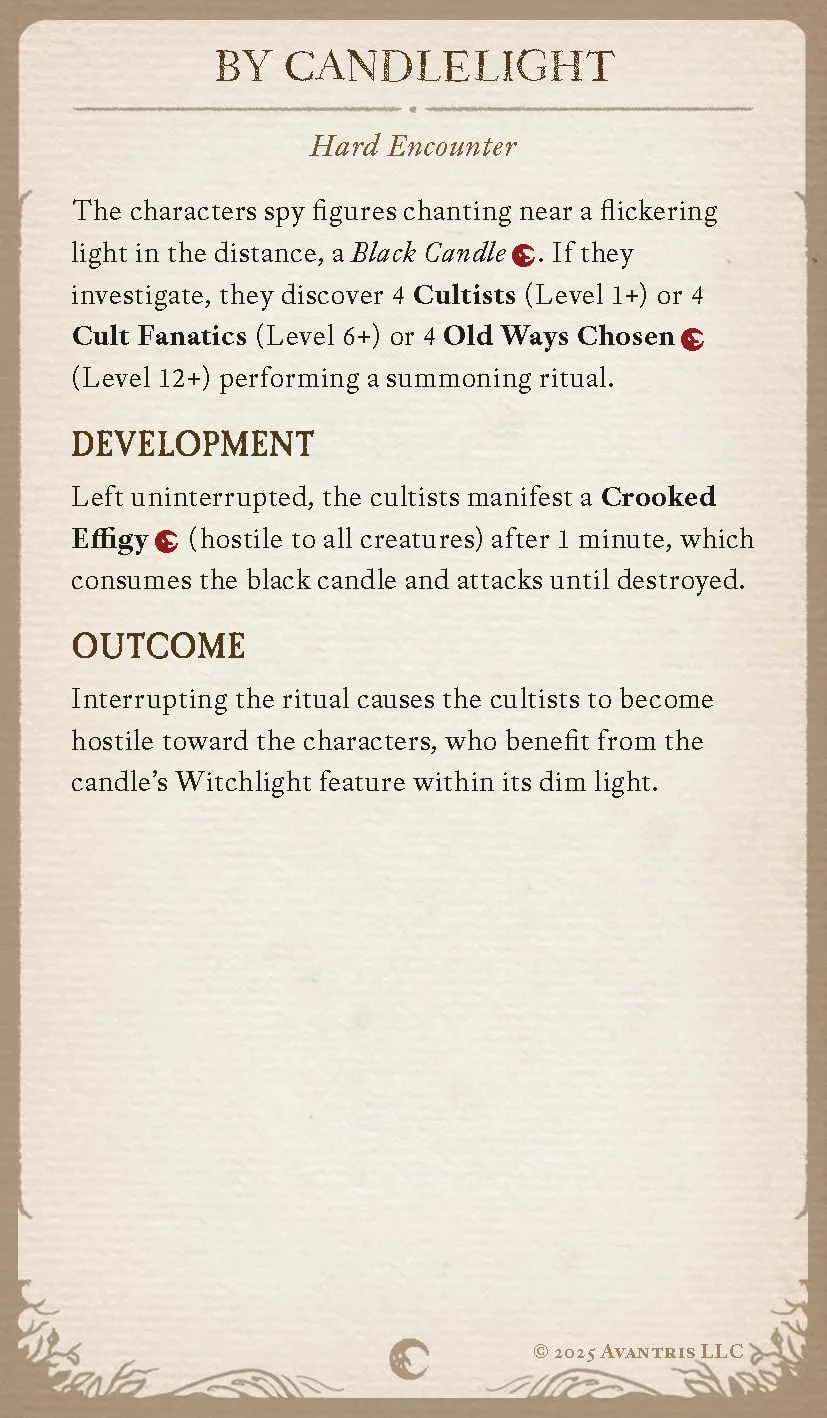 BY CANDLELIGHT
Hard Encounter
The characters spy figures chanting near a flickering
light in the distance, a Black Candle. If they
investigate, they discover 4 Cultists (Level 1+) or 4
Cult Fanatics (Level 6+) or 4 Old Ways Chosen
(Level 12+) performing a summoning ritual.
DEVELOPMENT
Left uninterrupted, the cultists manifest a Crooked
Effigy (hostile to all creatures) after 1 minute, which
consumes the black candle and attacks until destroyed.
OUTCOME
Interrupting the ritual causes the cultists to become
hostile toward the characters, who benefit from the
candle's Witchlight feature within its dim light.
© 2025 AVANTRIS LLC